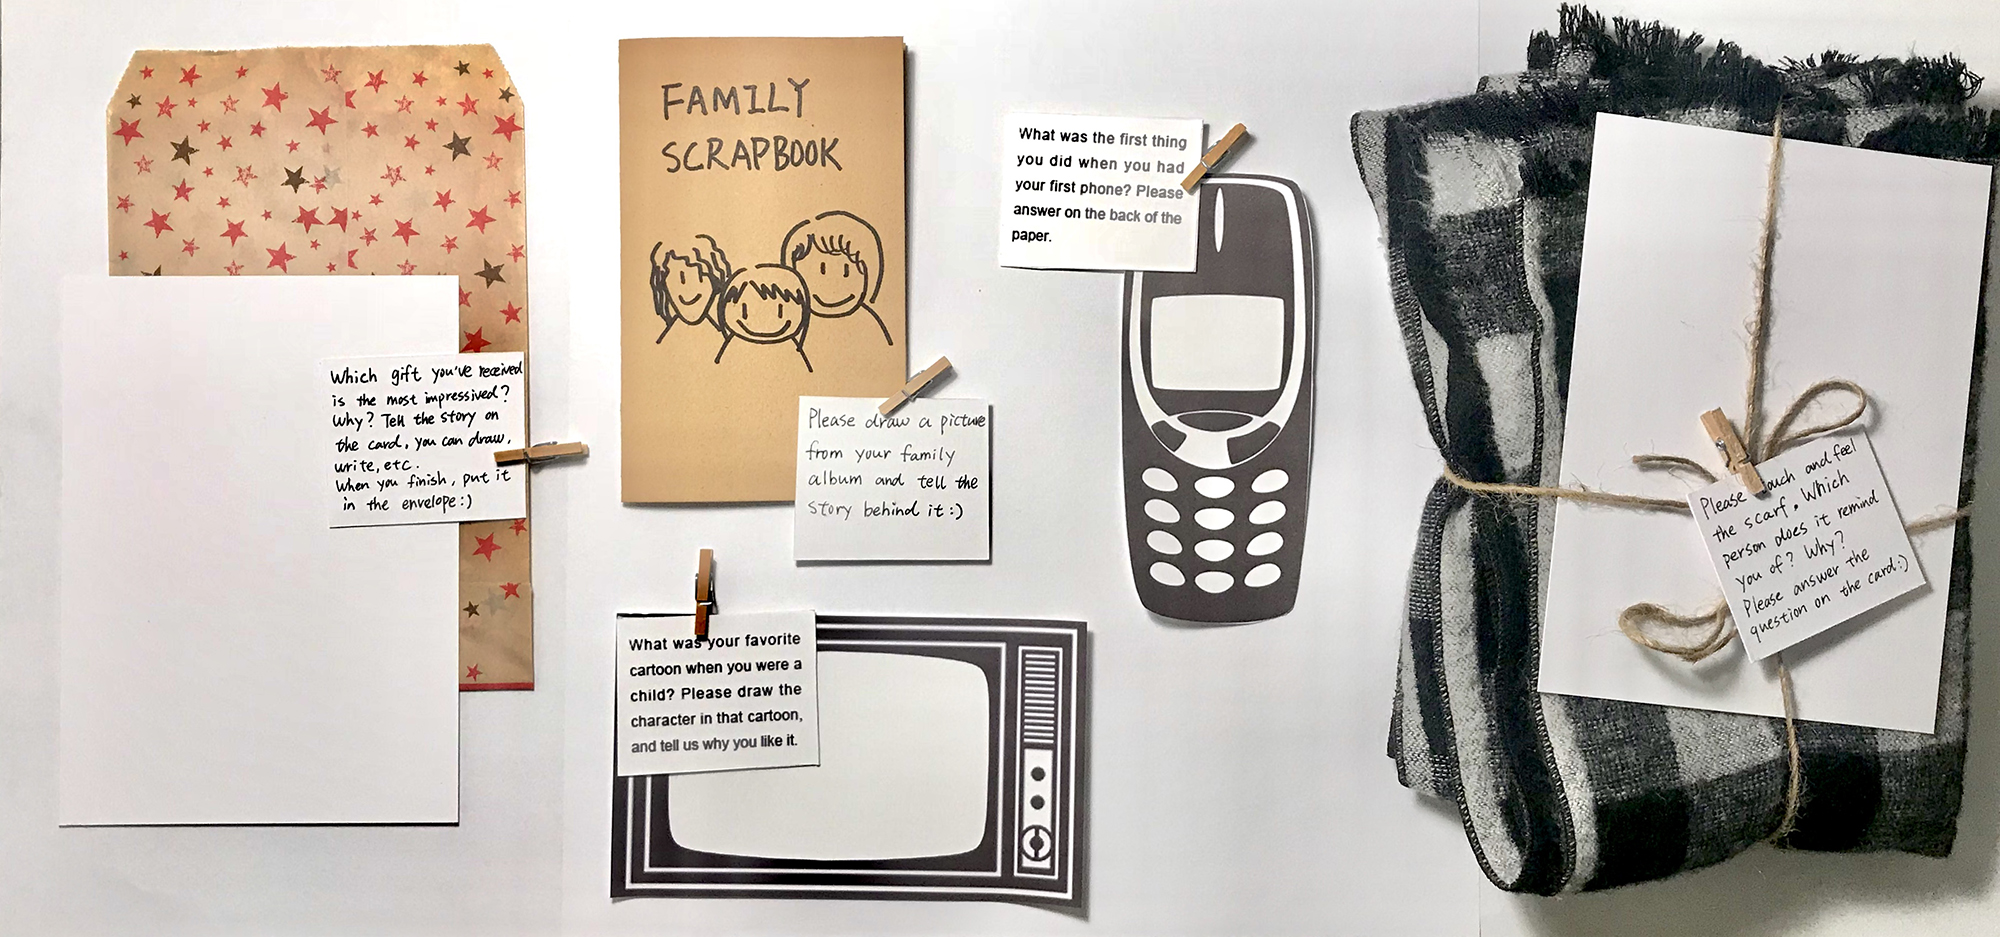 Which gift you've received
is the most impressived?
Why? Tell the story on
the card, you can draw,
write, etc.
When you finish, put it
in the envelope:)
FAMILY
SCRAPBOOK
Please draw a picture
from your family
album and tell the
story behind it:)
What was the first thing
you did when you had
your first phone? Please
answer on the back of the
paper.
What was your favorite
cartoon when you were a
child? Please draw the
character in that cartoon,
and tell us why you like it.
Please touch and feel
the scarf. Which
person does it remind
you of? Why?
Please answer the
question on the card:)